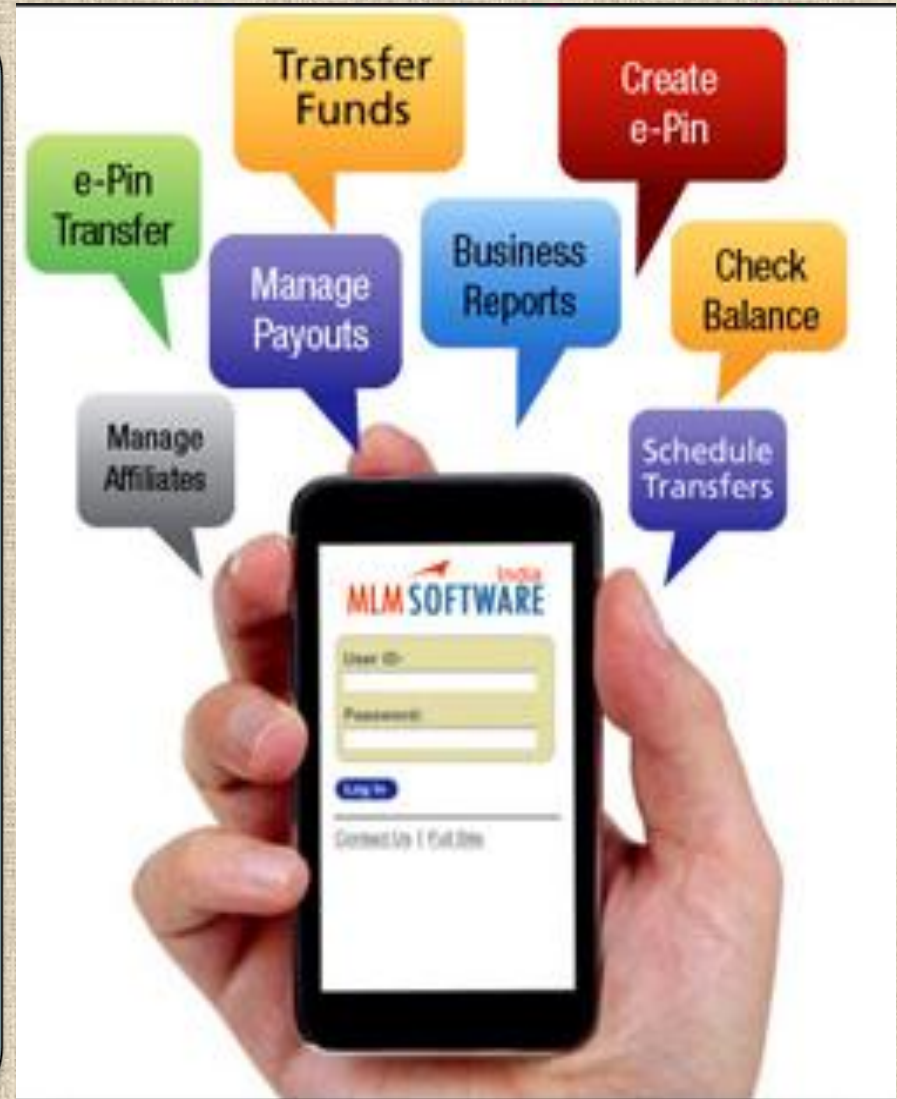 Transfer
Funds
Create
e-Pin
e-Pin
Transfer
Manage
Payouts
Business
Reports
Check
Balance
Manage
Affiliates
Schedule
Transfers
India
MLM SOFTWARE
User ID:
Password:
Log In
Contact Us | Full Site